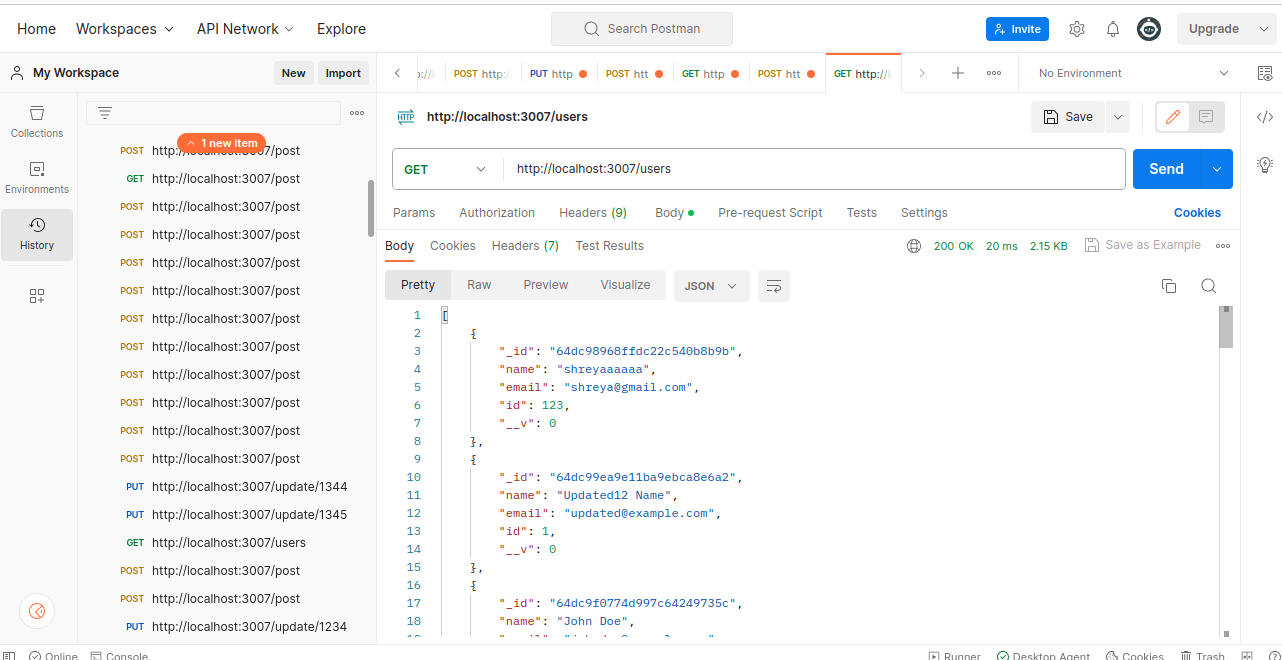 Home Workspaces API Network Explore Search Postman Invite Upgrade
My Workspace New Import
POST http:/ PUT http POST htt GET http POST htt GET http:// No Environment
Collections
Environments
History
1 new item
POST http://localhost:3007/post
GET http://localhost:3007/post
POST http://localhost:3007/post
POST http://localhost:3007/post
POST http://localhost:3007/post
POST http://localhost:3007/post
POST http://localhost:3007/post
POST http://localhost:3007/post
POST http://localhost:3007/post
POST http://localhost:3007/post
POST http://localhost:3007/post
POST http://localhost:3007/post
PUT http://localhost:3007/update/1344
PUT http://localhost:3007/update/1345
GET http://localhost:3007/users
POST http://localhost:3007/post
POST http://localhost:3007/post
PUT http://localhost:3007/update/1234
HTTP http://localhost:3007/users Save
GET http://localhost:3007/users Send
Params Authorization Headers (9) Body Pre-request Script Tests Settings Cookies
Body Cookies Headers (7) Test Results 200 OK 20 ms 2.15 KB Save as Example
Pretty Raw Preview Visualize JSON
1 [
2 {
3 "_id": "64dc98968ffdc22c540b8b9b",
4 "name": "shreyaaaaaa",
5 "email": "shreya@gmail.com",
6 "id": 123,
7 "__v": 0
8 },
9 {
10 "_id": "64dc99ea9e11ba9ebca8e6a2",
11 "name": "Updated12 Name",
12 "email": "updated@example.com",
13 "id": 1,
14 "__v": 0
15 },
16 {
17 "_id": "64dc9f0774d997c64249735c",
18 "name": "John Doe",
Online Console Runner Desktop Agent Cookies Trash